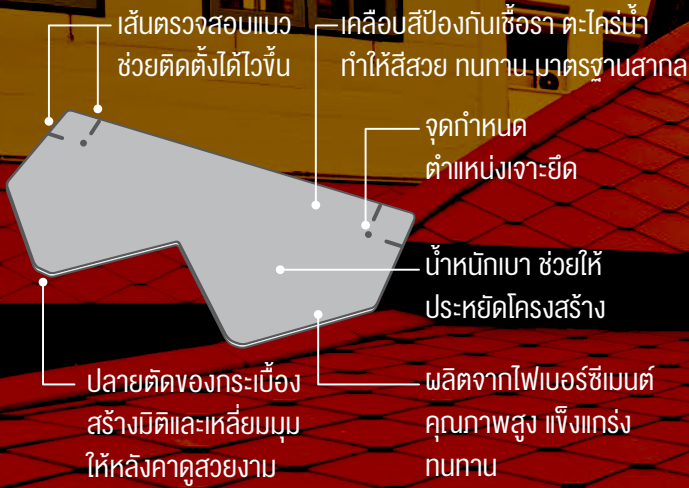 เส้นตรวจสอบแนว
ช่วยติดตั้งได้ไวขึ้น
เคลือบสีป้องกันเชื้อรา ตะไคร่น้ำ
ทำให้สีสวย ทนทาน มาตรฐานสากล
จุดกำหนด
ตำแหน่งเจาะยึด
น้ำหนักเบา ช่วยให้
ประหยัดโครงสร้าง
ปลายตัดของกระเบื้อง
สร้างมิติและเหลี่ยมมุม
ให้หลังคาดูสวยงาม
ผลิตจากไฟเบอร์ซีเมนต์
คุณภาพสูง แข็งแกร่ง
ทนทาน